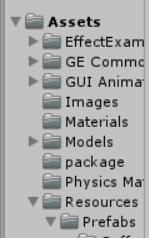 Assets
EffectExam
GE Commo
GUI Animat
Images
Materials
Models
package
Physics Mat
Resources
Prefabs